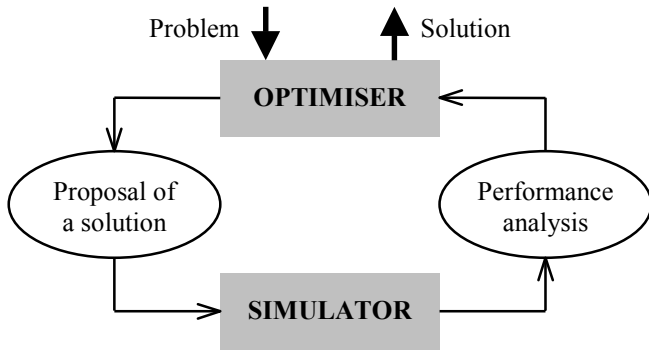 Problem
Solution
OPTIMISER
Proposal of
a solution
Performance
analysis
SIMULATOR